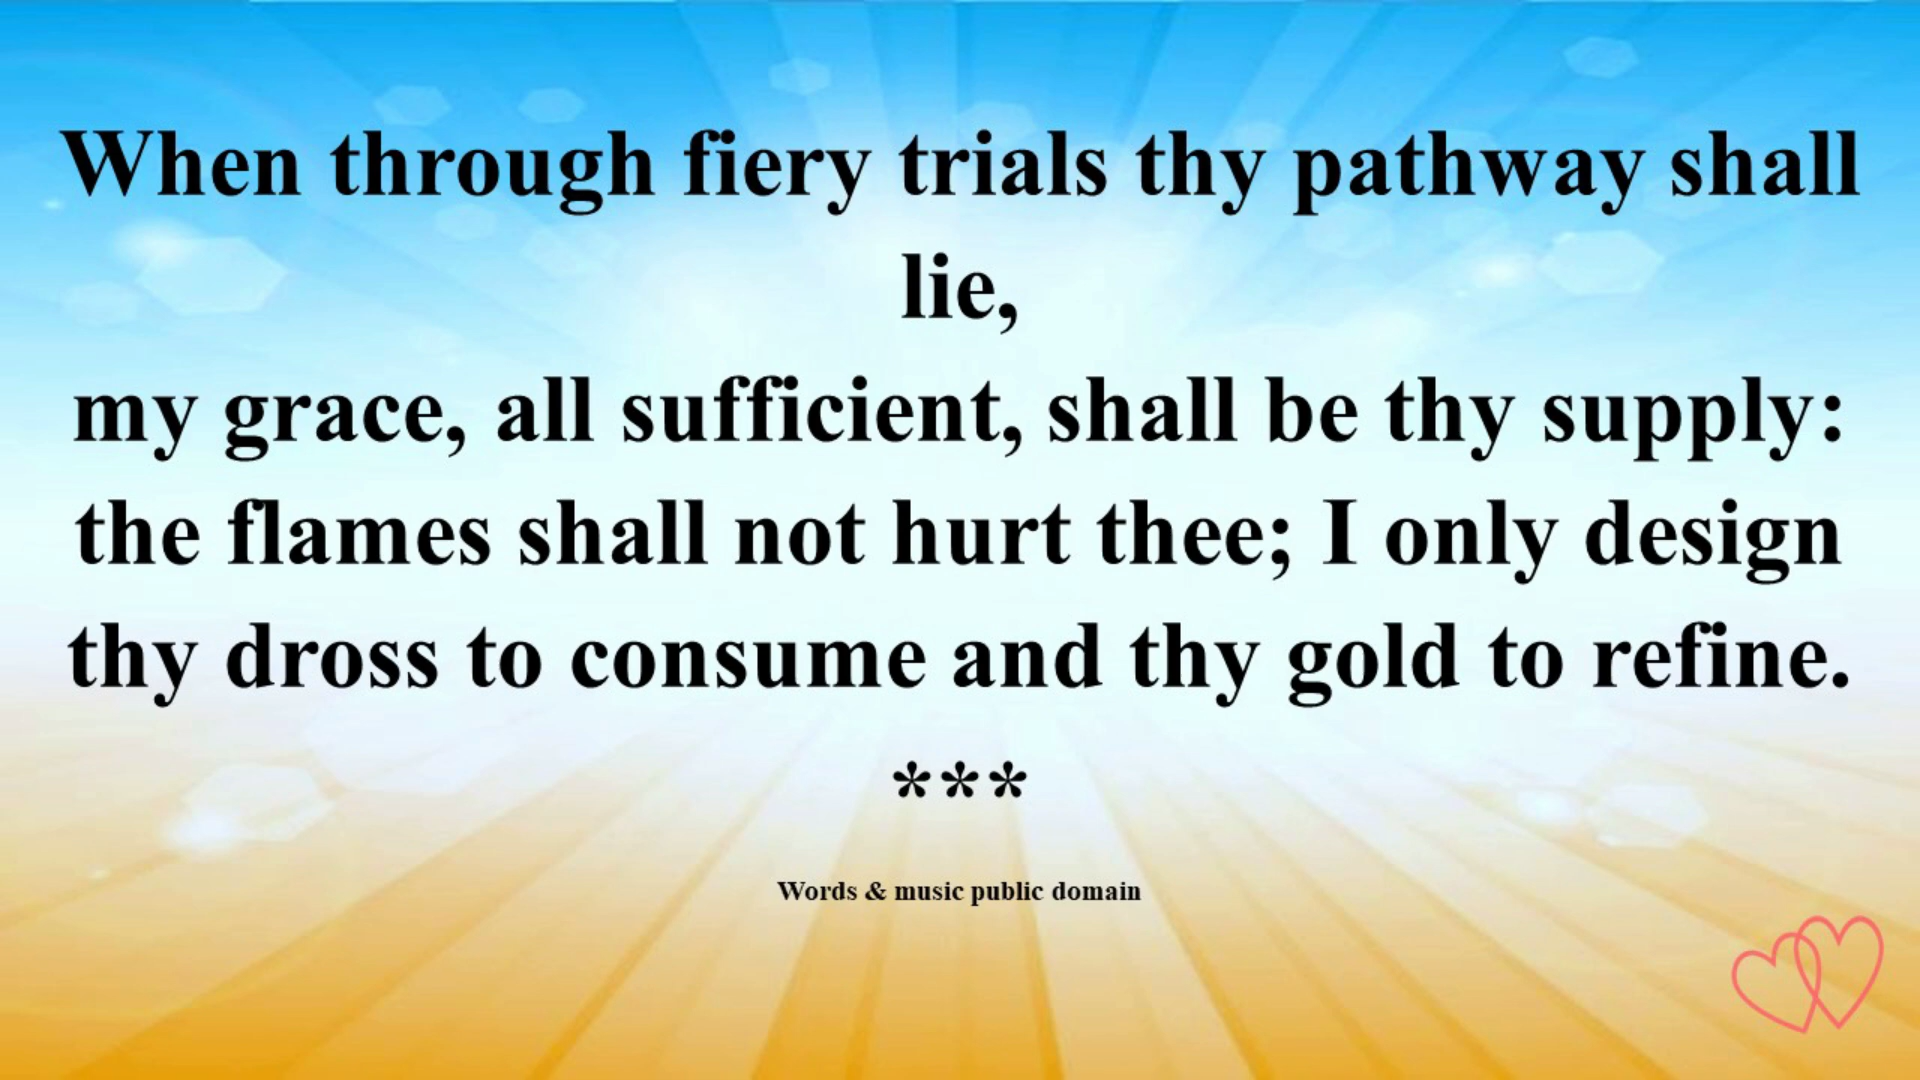 When through fiery trials thy pathway shall
lie,
my grace, all sufficient, shall be thy supply:
the flames shall not hurt thee; I only design
thy dross to consume and thy gold to refine.
***
Words & music public domain